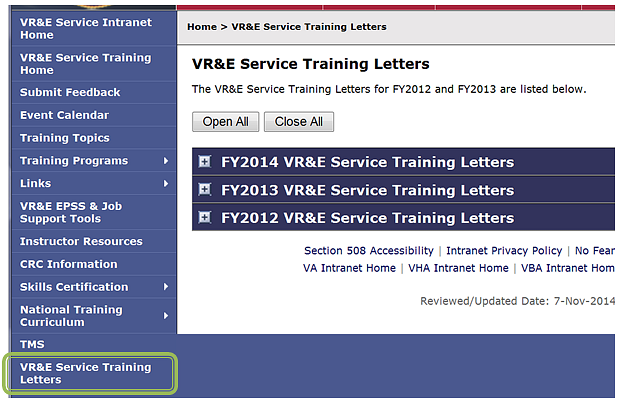 VR&E Service Intranet
Home
VR&E Service Training
Home
Submit Feedback
Event Calendar
Training Topics
Training Programs
Links
VR&E EPSS & Job
Support Tools
Instructor Resources
CRC Information
Skills Certification
National Training
Curriculum
TMS
VR&E Service Training
Letters
Home > VR&E Service Training Letters
VR&E Service Training Letters
The VR&E Service Training Letters for FY2012 and FY2013 are listed below.
Open All Close All
FY2014 VR&E Service Training Letters
FY2013 VR&E Service Training Letters
FY2012 VR&E Service Training Letters
Section 508 Accessibility | Intranet Privacy Policy | No Fear
VA Intranet Home | VHA Intranet Home | VBA Intranet Hom
Reviewed/Updated Date: 7-Nov-2014